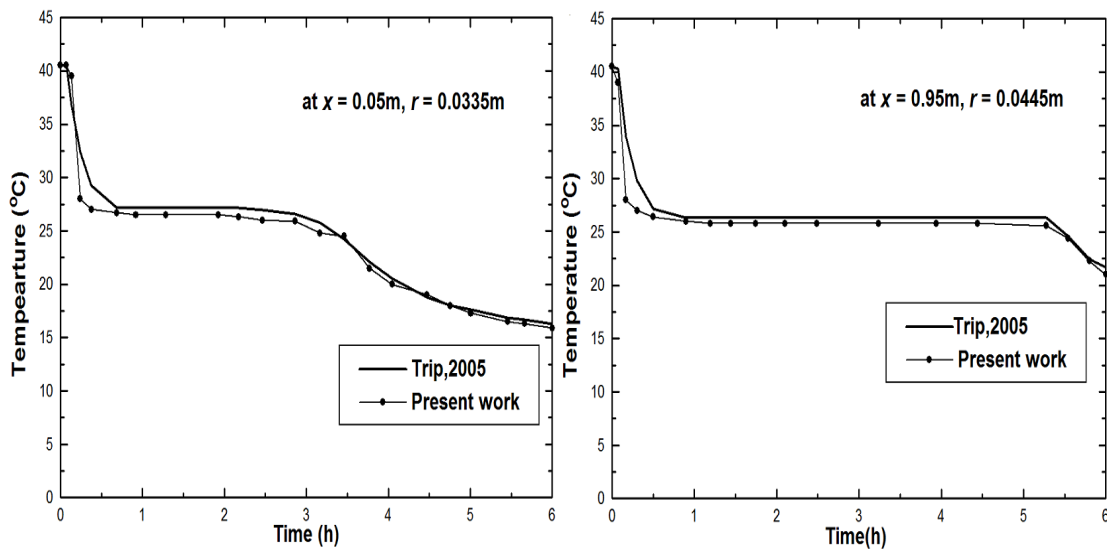 45
40
35
30
25
20
15
10
5
0
Tempearture (°C)
at x = 0.05m, r = 0.0335m
Trip,2005
Present work
0 1 2 3 4 5 6
Time (h)
45
40
35
30
25
20
15
10
5
0
Temperature (°C)
at x = 0.95m, r = 0.0445m
Trip,2005
Present work
0 1 2 3 4 5 6
Time(h)